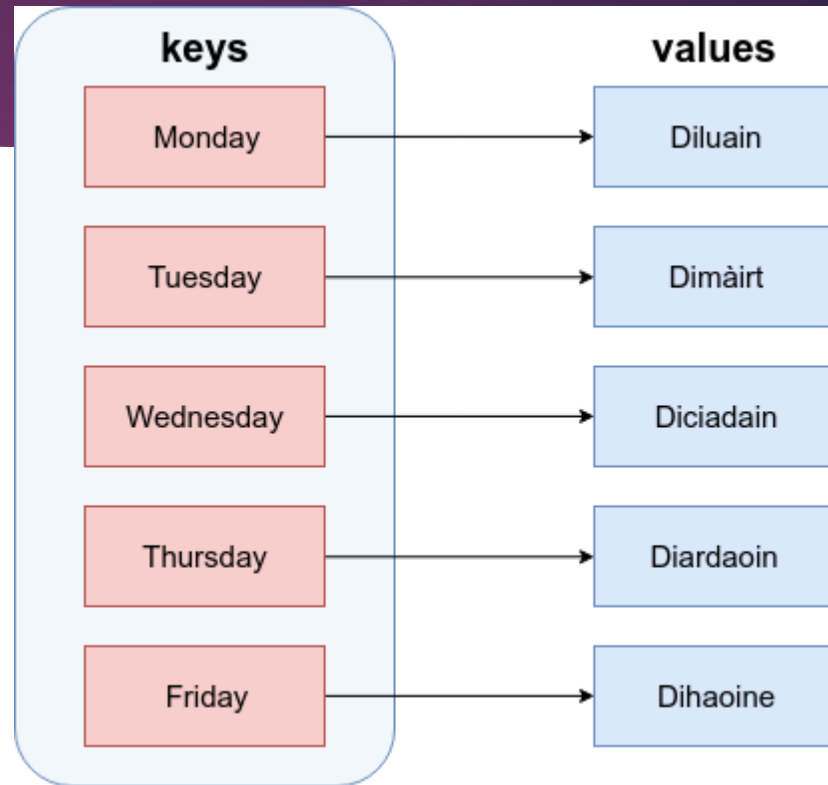 keys values
Monday Diluain
Tuesday Dimàirt
Wednesday Diciadain
Thursday Diardaoin
Friday Dihaoine